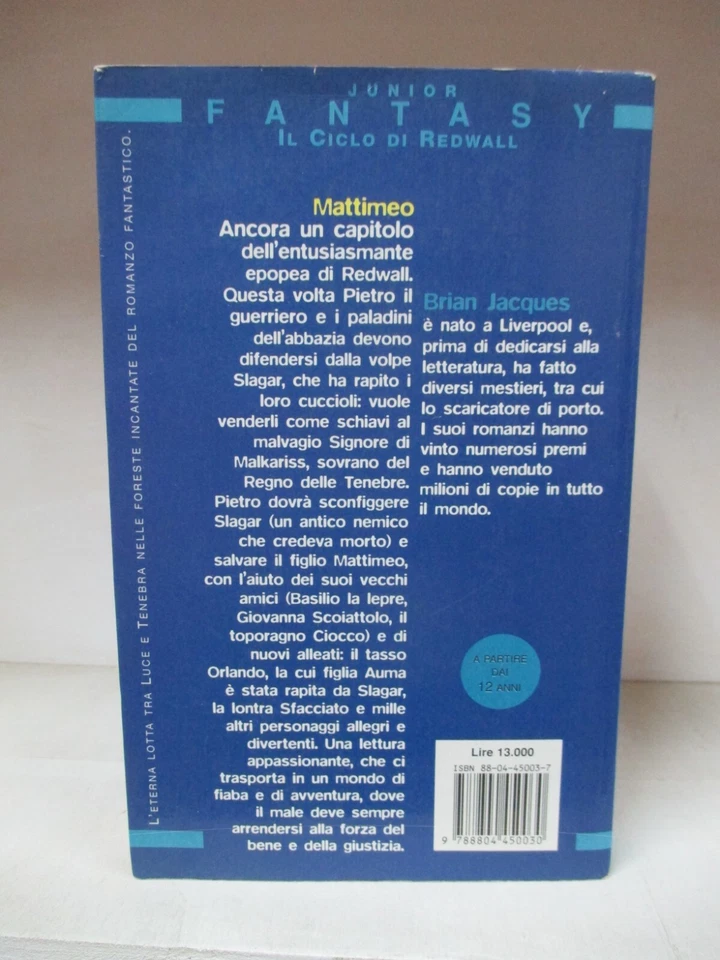 JUNIOR
FANTASY
IL CICLO DI REDWALL
L'ETERNA LOTTA TRA LUCE E TENEBRA NELLE FORESTE INCANTATE DEL ROMANZO FANTASTICO.
Mattimeo
Ancora un capitolo
dell'entusiasmante
epopea di Redwall.
Questa volta Pietro il
guerriero e i paladini
dell'abbazia devono
difendersi dalla volpe
Slagar, che ha rapito i
loro cuccioli: vuole
venderli come schiavi al
malvagio Signore di
Malkariss, sovrano del
Regno delle Tenebre.
Pietro dovrà sconfiggere
Slagar (un antico nemico
che credeva morto) e
salvare il figlio Mattimeo,
con l'aiuto dei suoi vecchi
amici (Basilio la lepre,
Giovanna Scoiattolo, il
toporagno Ciocco) e di
nuovi alleati: il tasso
Orlando, la cui figlia Auma
è stata rapita da Slagar,
la lontra Sfacciato e mille
altri personaggi allegri e
divertenti. Una lettura
appassionante, che ci
trasporta in un mondo di
fiaba e di avventura, dove
il male deve sempre
arrendersi alla forza del
bene e della giustizia.
Brian Jacques
è nato a Liverpool e,
prima di dedicarsi alla
letteratura, ha fatto
diversi mestieri, tra cui
lo scaricatore di porto.
I suoi romanzi hanno
vinto numerosi premi
e hanno venduto
milioni di copie in tutto
il mondo.
A PARTIRE
DAI
12 ANNI
Lire 13.000
ISBN 88-04-45003-7
9 788804 450030